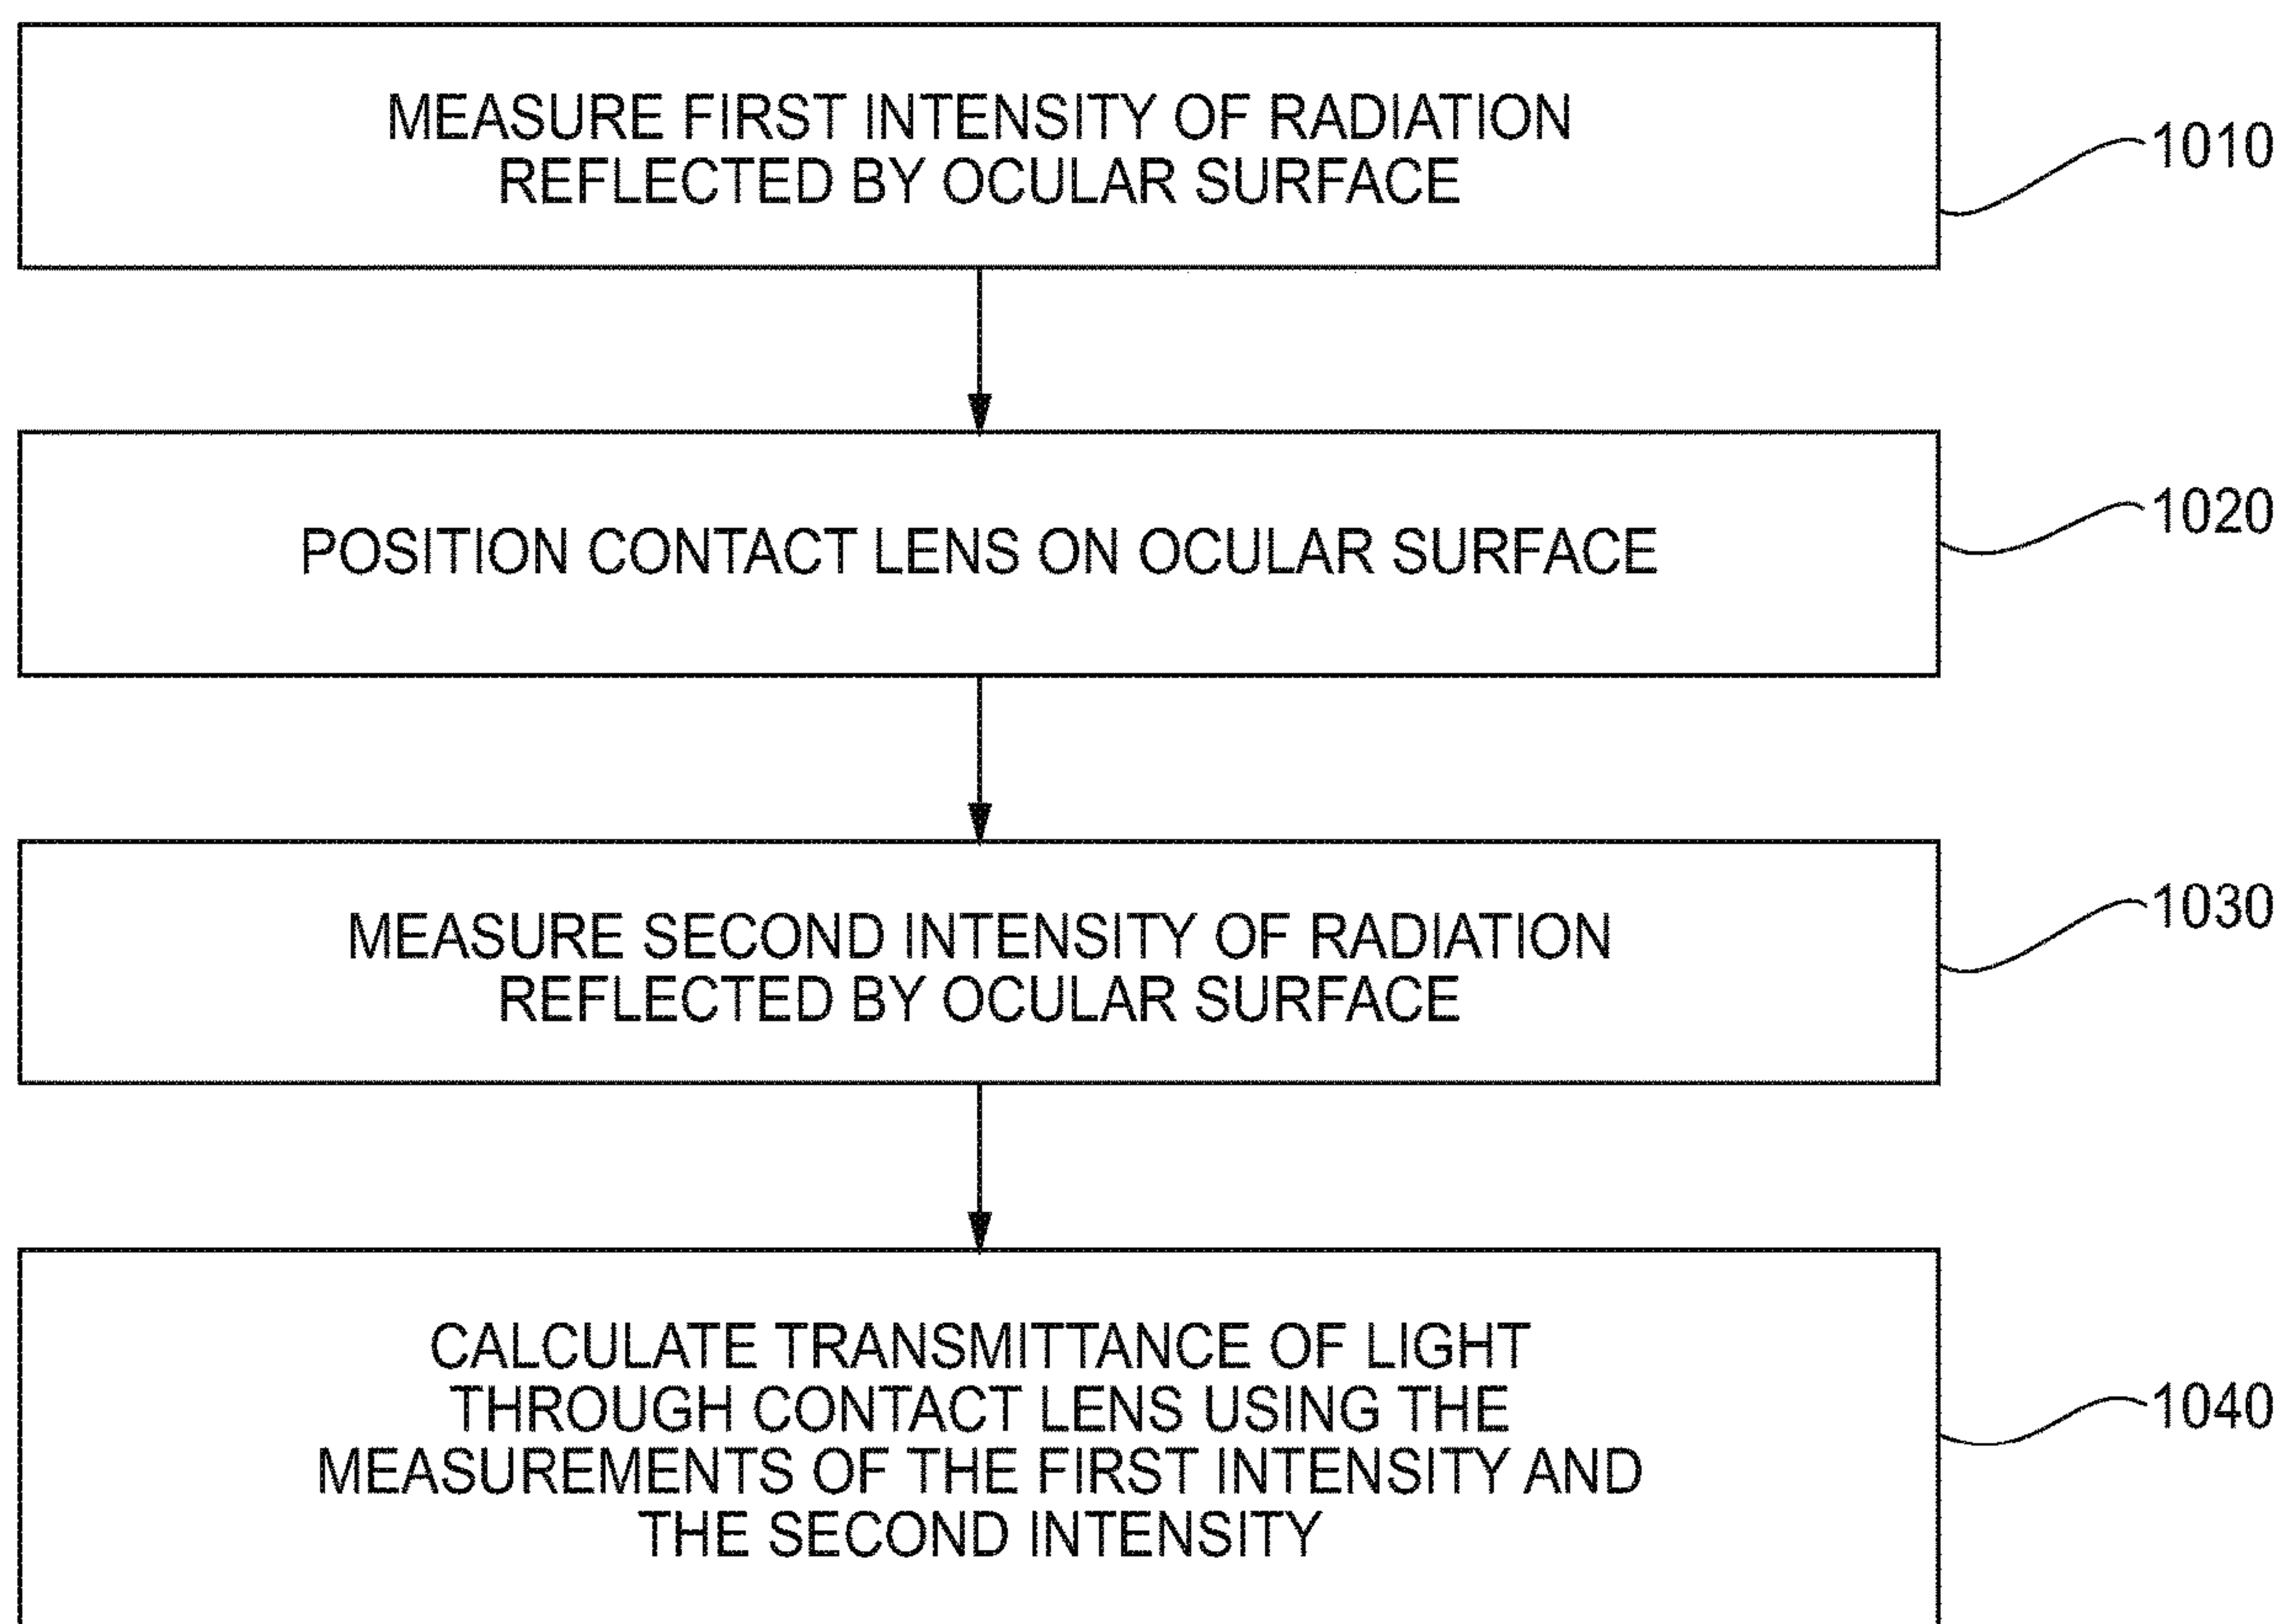 MEASURE FIRST INTENSITY OF RADIATION
REFLECTED BY OCULAR SURFACE
1010
POSITION CONTACT LENS ON OCULAR SURFACE
1020
MEASURE SECOND INTENSITY OF RADIATION
REFLECTED BY OCULAR SURFACE
1030
CALCULATE TRANSMITTANCE OF LIGHT
THROUGH CONTACT LENS USING THE
MEASUREMENTS OF THE FIRST INTENSITY AND
THE SECOND INTENSITY
1040